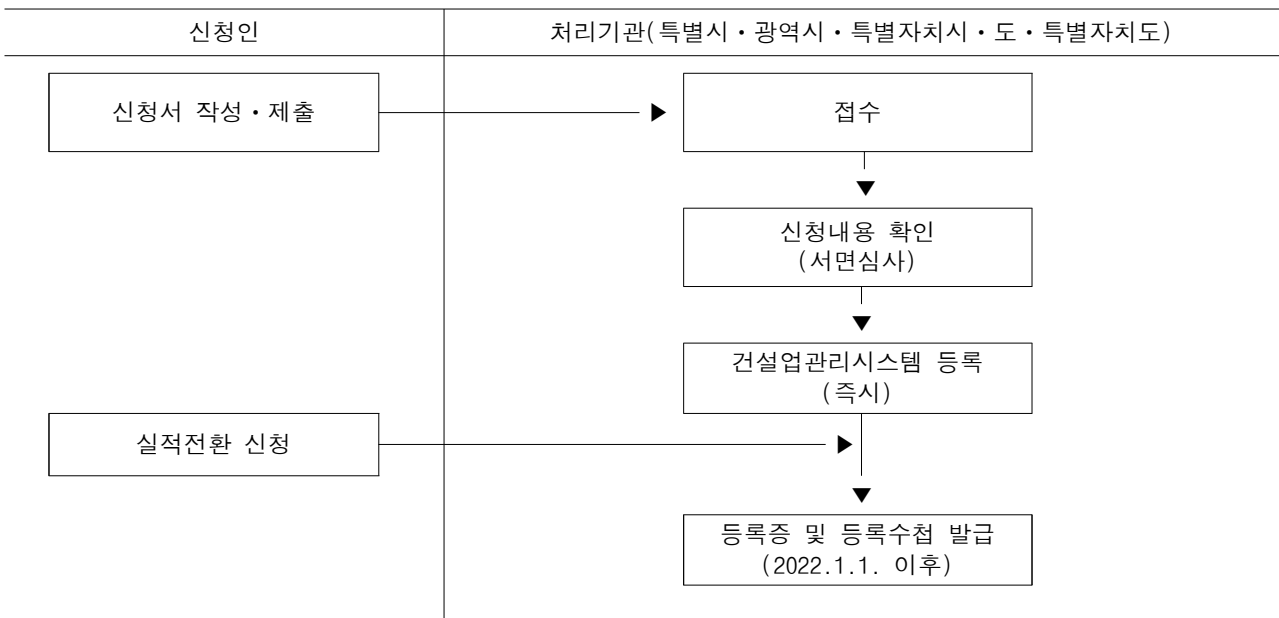 신청인
처리기관(특별시・광역시・특별자치시・도・특별자치도)
신청서 작성・제출
접수
신청내용 확인
(서면심사)
건설업관리시스템 등록
(즉시)
실적전환 신청
등록증 및 등록수첩 발급
(2022.1.1. 이후)